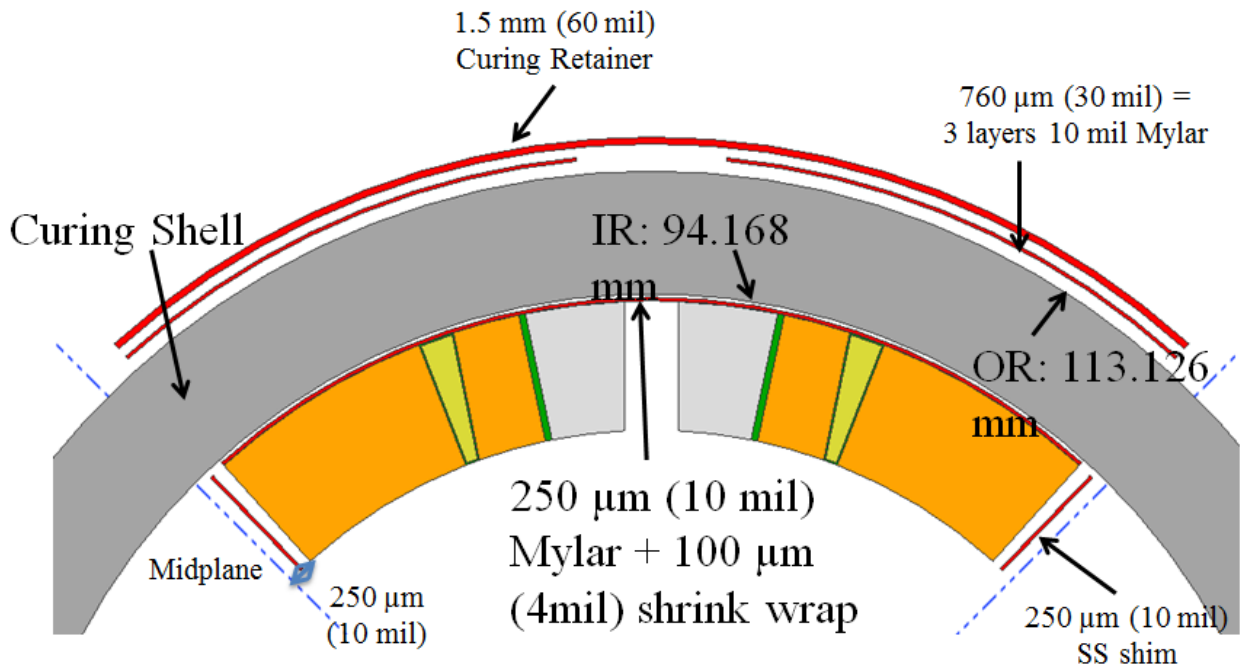 1.5 mm (60 mil)
Curing Retainer
760 µm (30 mil) =
3 layers 10 mil Mylar
Curing Shell
IR: 94.168
mm
OR: 113.126
mm
250 µm (10 mil)
Mylar + 100 µm
(4mil) shrink wrap
Midplane
250 µm
(10 mil)
250 µm (10 mil)
SS shim